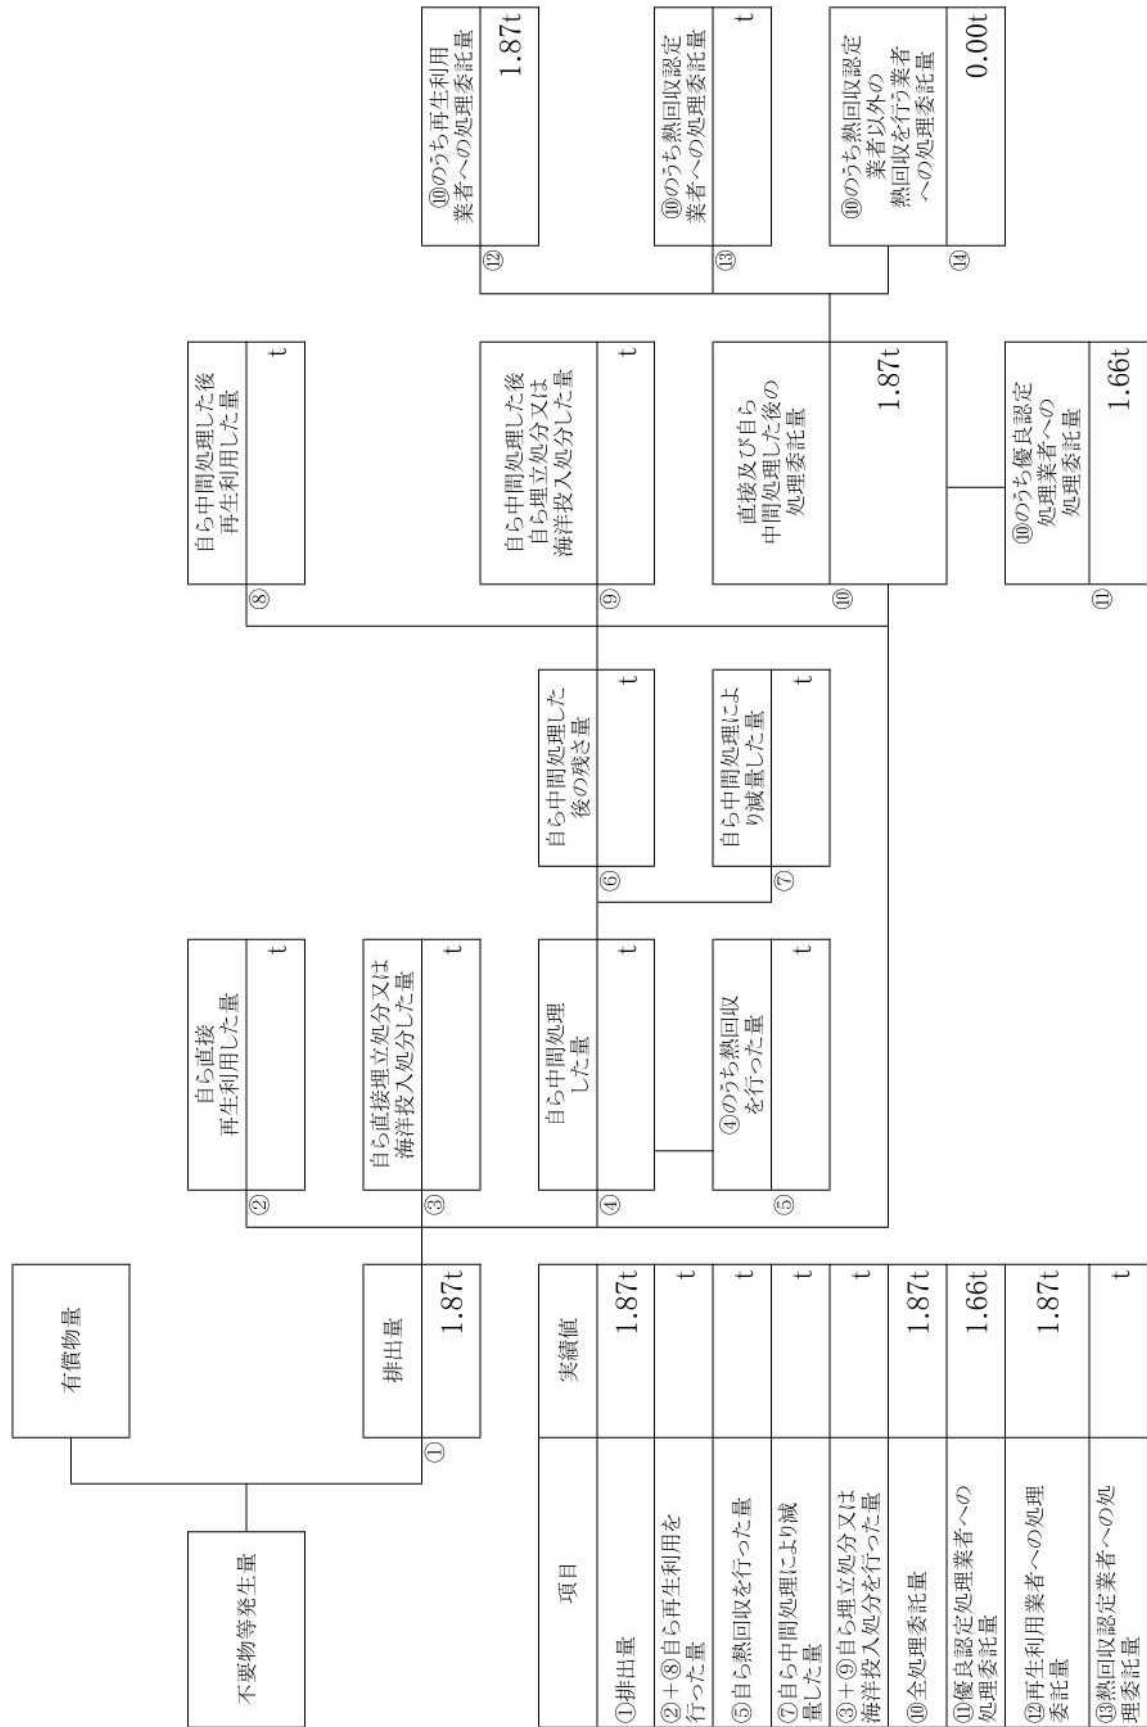 有償物量
不要物等発生量
排出量
①
1.87t
自ら直接
再生利用した量
②
t
自ら直接埋立処分又は
海洋投入処分した量
③
t
自ら中間処理
した量
④
t
④のうち熱回収
を行った量
⑤
t
自ら中間処理した
後の残さ量
⑥
t
自ら中間処理によ
り減量した量
⑦
t
自ら中間処理した後
再生利用した量
⑧
t
自ら中間処理した後
自ら埋立処分又は
海洋投入処分した量
⑨
t
直接及び自ら
中間処理した後の
処理委託量
⑩
1.87t
⑩のうち優良認定
処理業者への
処理委託量
⑪
1.66t
⑩のうち再生利用
業者への処理委託量
⑫
1.87t
⑩のうち熱回収認定
業者への処理委託量
⑬
t
⑩のうち熱回収認定
業者以外の
熱回収を行う業者
への処理委託量
⑭
0.00t
項目
実績値
①排出量
1.87t
②+⑧自ら再生利用を
行った量
t
⑤自ら熱回収を行った量
t
⑦自ら中間処理により減
量した量
t
③+⑨自ら埋立処分又は
海洋投入処分を行った量
t
⑩全処理委託量
1.87t
⑪優良認定処理業者への
処理委託量
1.66t
⑫再生利用業者への処理
委託量
1.87t
⑬熱回収認定業者への処
理委託量
t